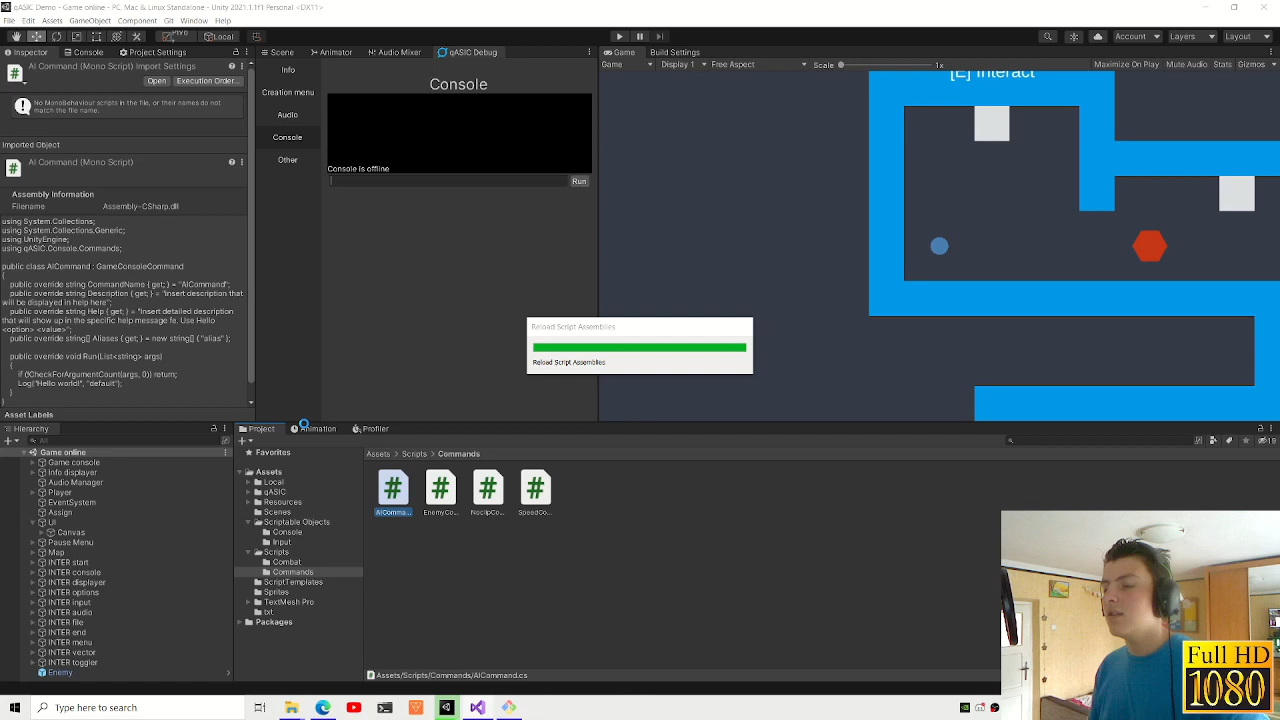 qASIC Demo - Game online - PC, Mac & Linux Standalone - Unity 2021.1.1f1 Personal <DX11>
File Edit Assets GameObject Component Git Window Help
Local Account Layers Layout
Inspector Console Project Settings
AI Command (Mono Script) Import Settings
Open Execution Order...
No MonoBehaviour scripts in the file, or their names do not
match the file name.
Imported Object
AI Command (Mono Script)
Assembly Information
Filename Assembly-CSharp.dll
using System.Collections;
using System.Collections.Generic;
using UnityEngine;
using qASIC.Console.Commands;
public class AICommand : GameConsoleCommand
{
public override string CommandName { get; } = "AICommand";
public override string Description { get; } = "Insert description that
will be displayed in help here";
public override string Help { get; } = "Insert detailed description
that will show up in the specific help message fe. Use Hello
<option> <value>";
public override string[] Aliases { get; } = new string[] { "alias" };
public override void Run(List<string> args)
{
if (!CheckForArgumentCount(args, 0)) return;
Log("Hello world!", "default");
}
}
Asset Labels
Scene Animator Audio Mixer qASIC Debug
Info
Creation menu
Audio
Console
Other
Console
Console is offline
Run
Game Build Settings
Game Display 1 Free Aspect Scale 1x Maximize On Play Mute Audio Stats Gizmos
[E] Interact
Reload Script Assemblies
Reload Script Assemblies
Hierarchy
All
Game online
Game console
Info displayer
Audio Manager
Player
EventSystem
Assign
UI
Canvas
Pause Menu
Map
INTER start
INTER console
INTER displayer
INTER options
INTER input
INTER audio
INTER file
INTER end
INTER menu
INTER vector
INTER toggler
Enemy
Project Animation Profiler
Favorites
Assets
Local
qASIC
Resources
Scenes
Scriptable Objects
Console
Input
Scripts
Combat
Commands
ScriptTemplates
Sprites
TextMesh Pro
txt
Packages
Assets Scripts Commands
AIComma... EnemyCo... NoclipCo... SpeedCo...
Assets/Scripts/Commands/AICommand.cs
Type here to search
Full HD
1080